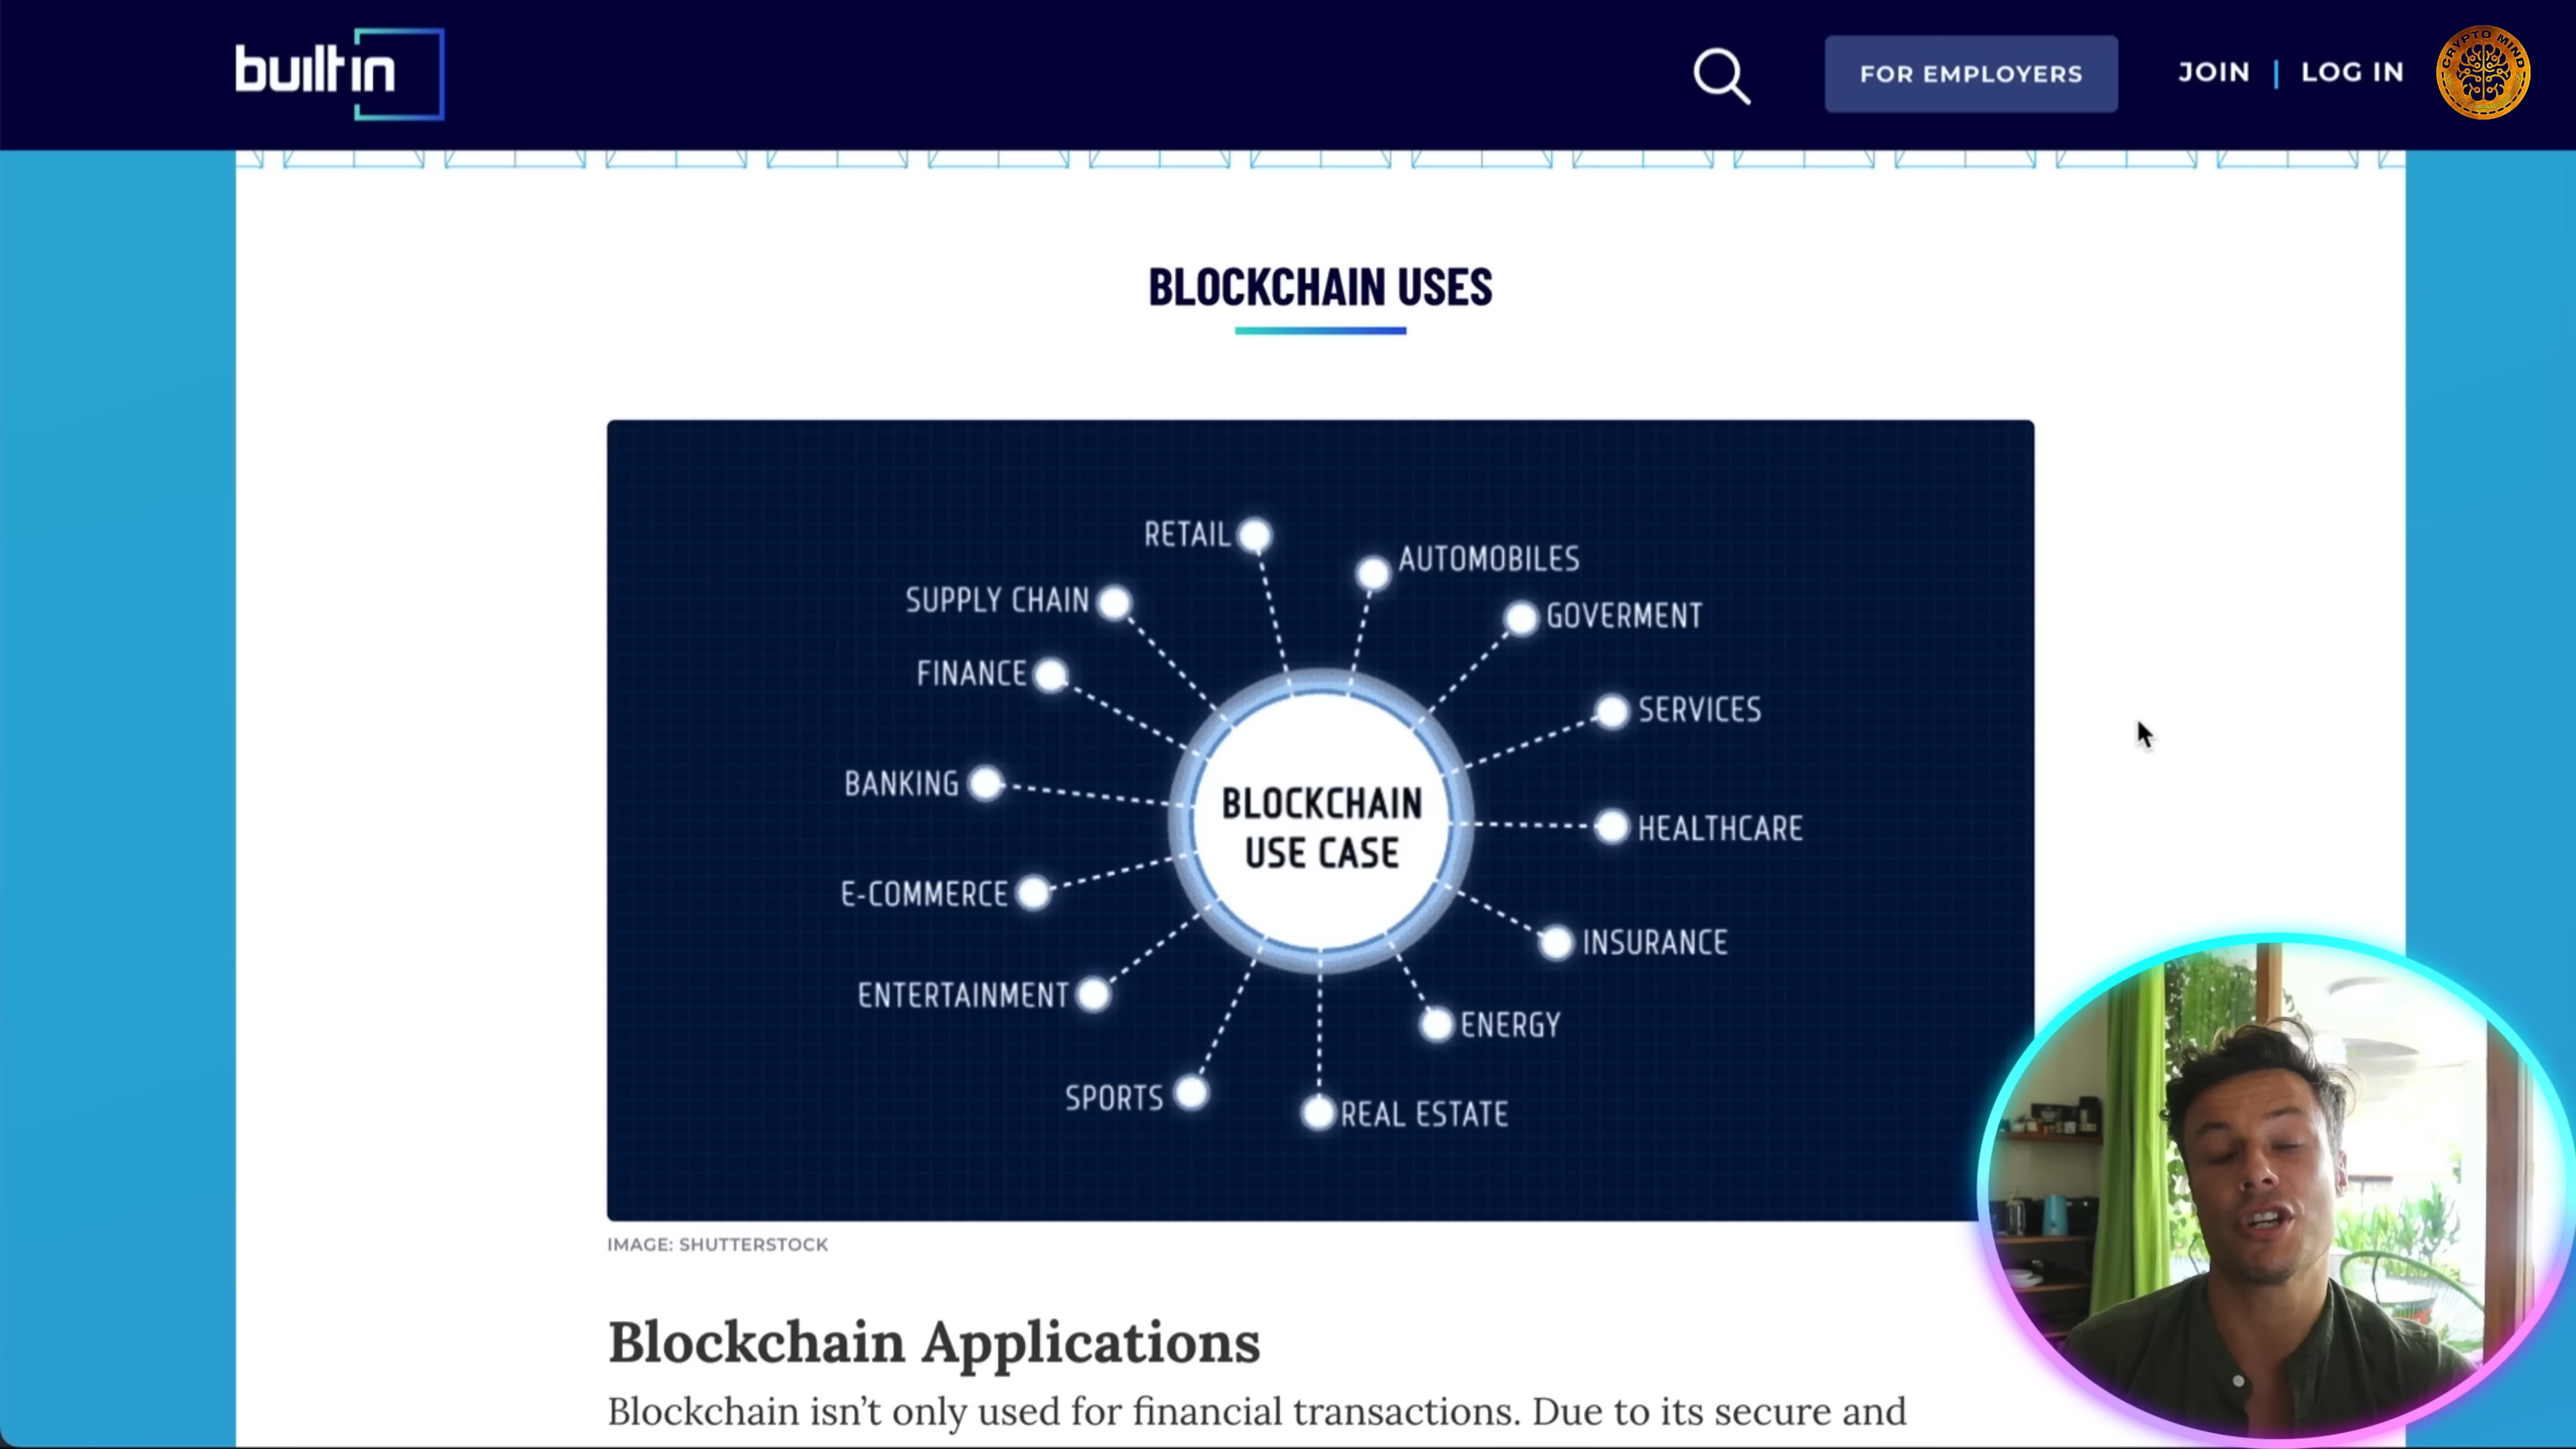 builtin
FOR EMPLOYERS
JOIN | LOG IN
CRYPTO MIND
BLOCKCHAIN USES
RETAIL
AUTOMOBILES
SUPPLY CHAIN
GOVERMENT
FINANCE
SERVICES
BANKING
BLOCKCHAIN
USE CASE
HEALTHCARE
E-COMMERCE
INSURANCE
ENTERTAINMENT
ENERGY
SPORTS
REAL ESTATE
IMAGE: SHUTTERSTOCK
Blockchain Applications
Blockchain isn’t only used for financial transactions. Due to its secure and